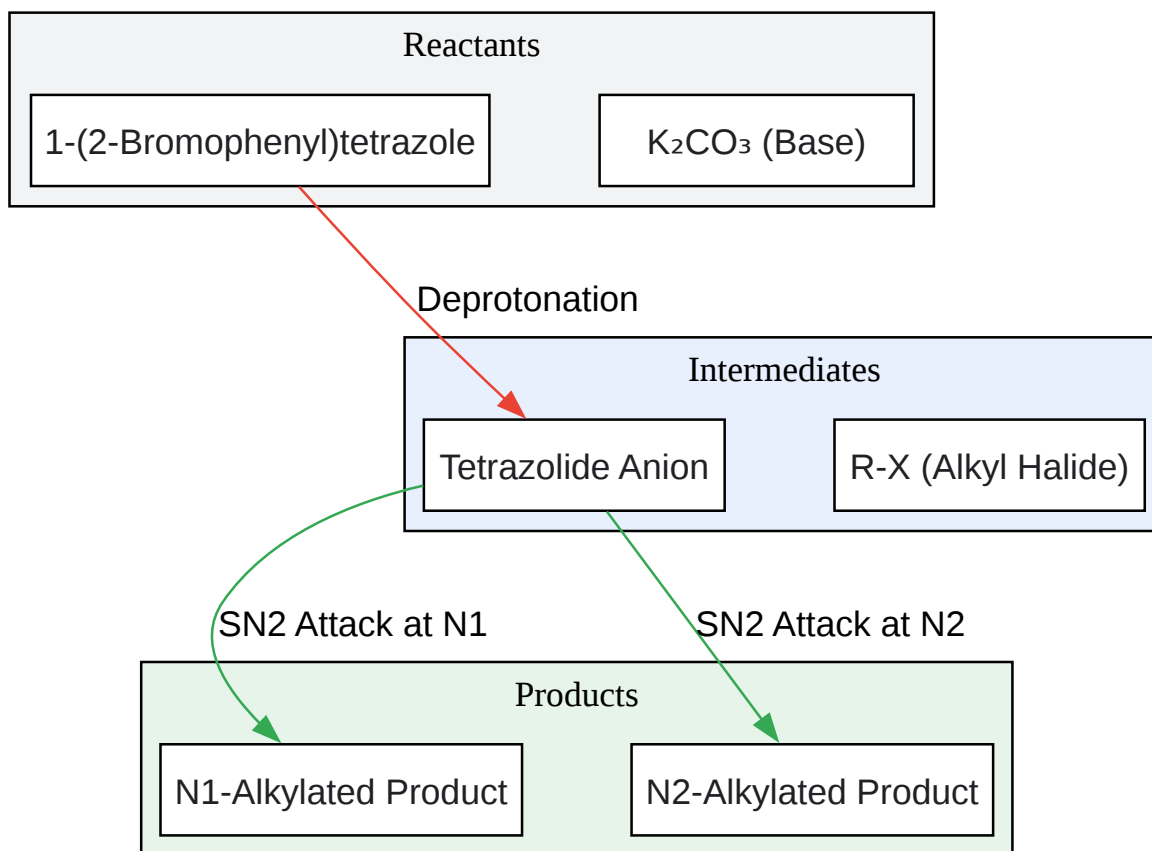 Reactants
1-(2-Bromophenyl)tetrazole
K₂CO₃ (Base)
Deprotonation
Intermediates
Tetrazolide Anion
R-X (Alkyl Halide)
SN2 Attack at N1
SN2 Attack at N2
Products
N1-Alkylated Product
N2-Alkylated Product